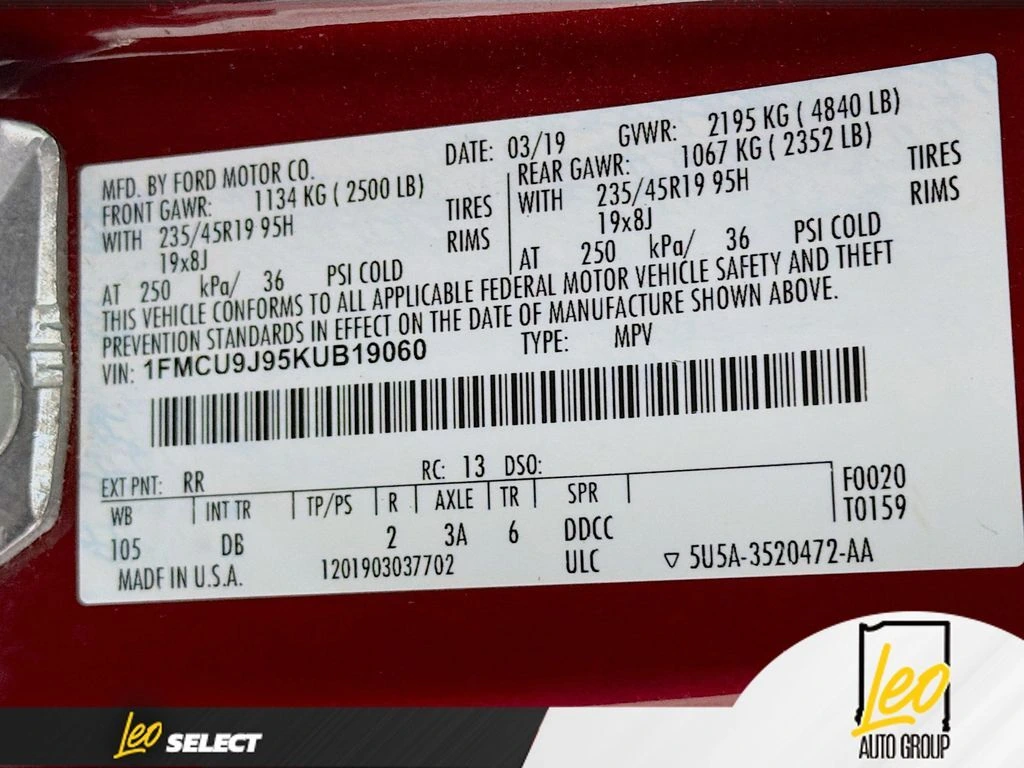 MFD. BY FORD MOTOR CO. DATE: 03/19 GVWR: 2195 KG ( 4840 LB)
FRONT GAWR: 1134 KG ( 2500 LB) REAR GAWR: 1067 KG ( 2352 LB)
WITH 235/45R19 95H TIRES WITH 235/45R19 95H TIRES
19x8J RIMS 19x8J RIMS
AT 250 kPa/ 36 PSI COLD AT 250 kPa/ 36 PSI COLD
THIS VEHICLE CONFORMS TO ALL APPLICABLE FEDERAL MOTOR VEHICLE SAFETY AND THEFT
PREVENTION STANDARDS IN EFFECT ON THE DATE OF MANUFACTURE SHOWN ABOVE.
VIN: 1FMCU9J95KUB19060 TYPE: MPV
EXT PNT: RR RC: 13 DSO:
WB INT TR TP/PS R AXLE TR SPR F0020
105 DB 2 3A 6 DDCC T0159
MADE IN U.S.A. 1201903037702 ULC ▽ 5U5A-3520472-AA
Leo SELECT
Leo
AUTO GROUP